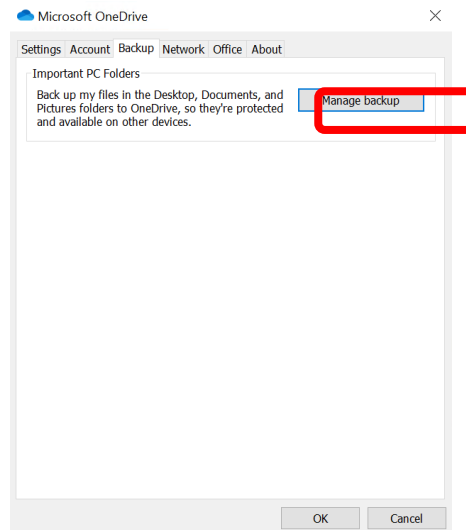 Microsoft OneDrive
Settings Account Backup Network Office About
Important PC Folders
Back up my files in the Desktop, Documents, and
Pictures folders to OneDrive, so they're protected
and available on other devices.
Manage backup
OK Cancel